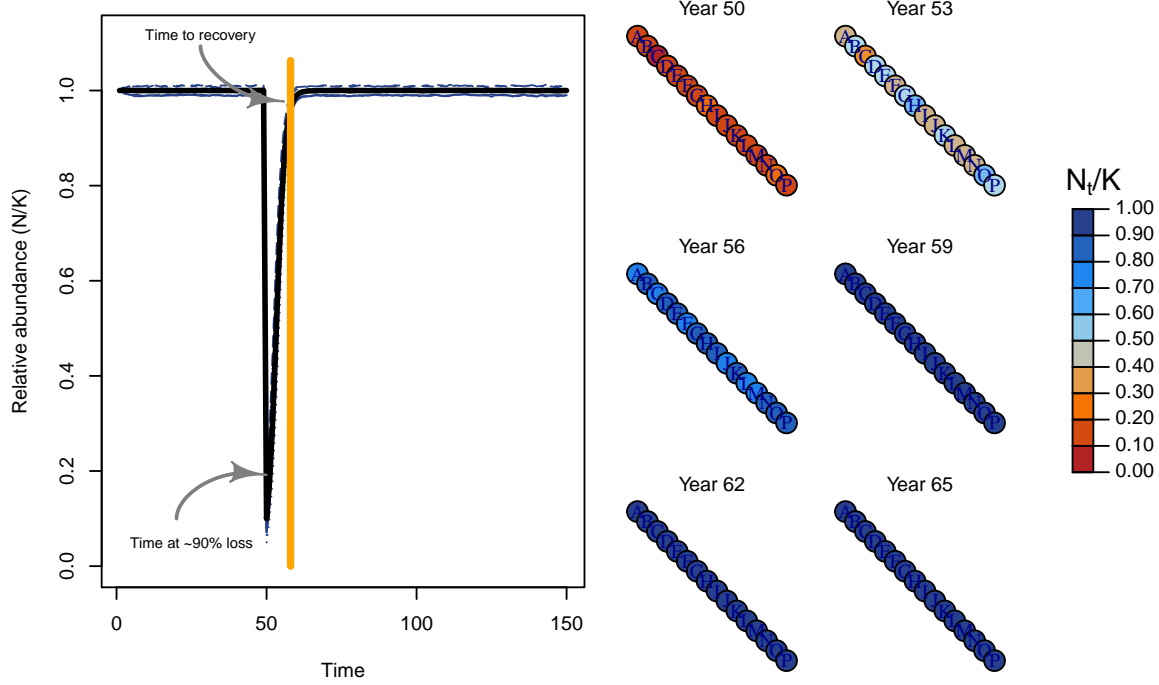 Relative abundance (N/K)
1.0
0.8
0.6
0.4
0.2
0.0
Time to recovery
Time at ~90% loss
0
50
100
150
Time
Year 50
A
B
C
D
E
F
G
H
I
J
K
L
M
N
O
P
Year 53
A
B
C
D
E
F
G
H
I
J
K
L
M
N
O
P
Year 56
A
B
C
D
E
F
G
H
I
J
K
L
M
N
O
P
Year 59
A
B
C
D
E
F
G
H
I
J
K
L
M
N
O
P
Year 62
A
B
C
D
E
F
G
H
I
J
K
L
M
N
O
P
Year 65
A
B
C
D
E
F
G
H
I
J
K
L
M
N
O
P
Nₜ/K
1.00
0.90
0.80
0.70
0.60
0.50
0.40
0.30
0.20
0.10
0.00